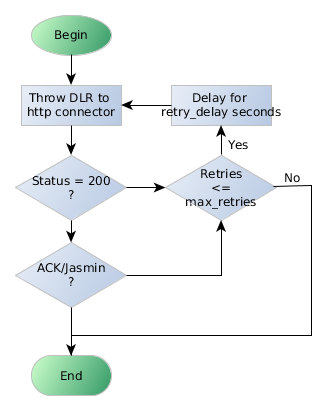 Begin
Throw DLR to
http connector
Delay for
retry_delay seconds
Yes
Status = 200
?
Retries
<=
max_retries
No
ACK/Jasmin
?
End